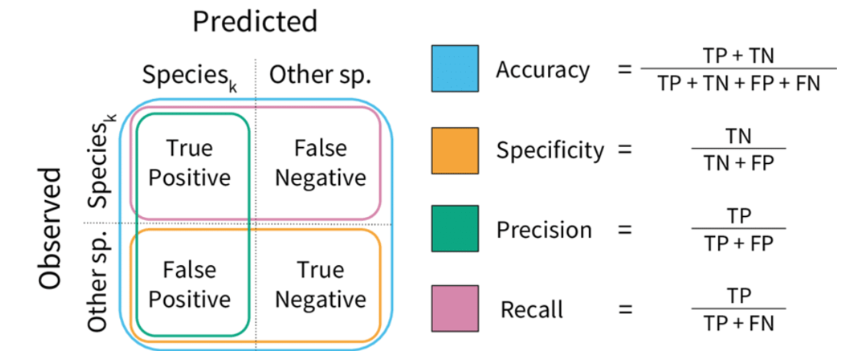 Predicted
Species_k Other sp.
Observed
Species_k
True Positive
False Negative
Other sp.
False Positive
True Negative
Accuracy = TP + TN / TP + TN + FP + FN
Specificity = TN / TN + FP
Precision = TP / TP + FP
Recall = TP / TP + FN